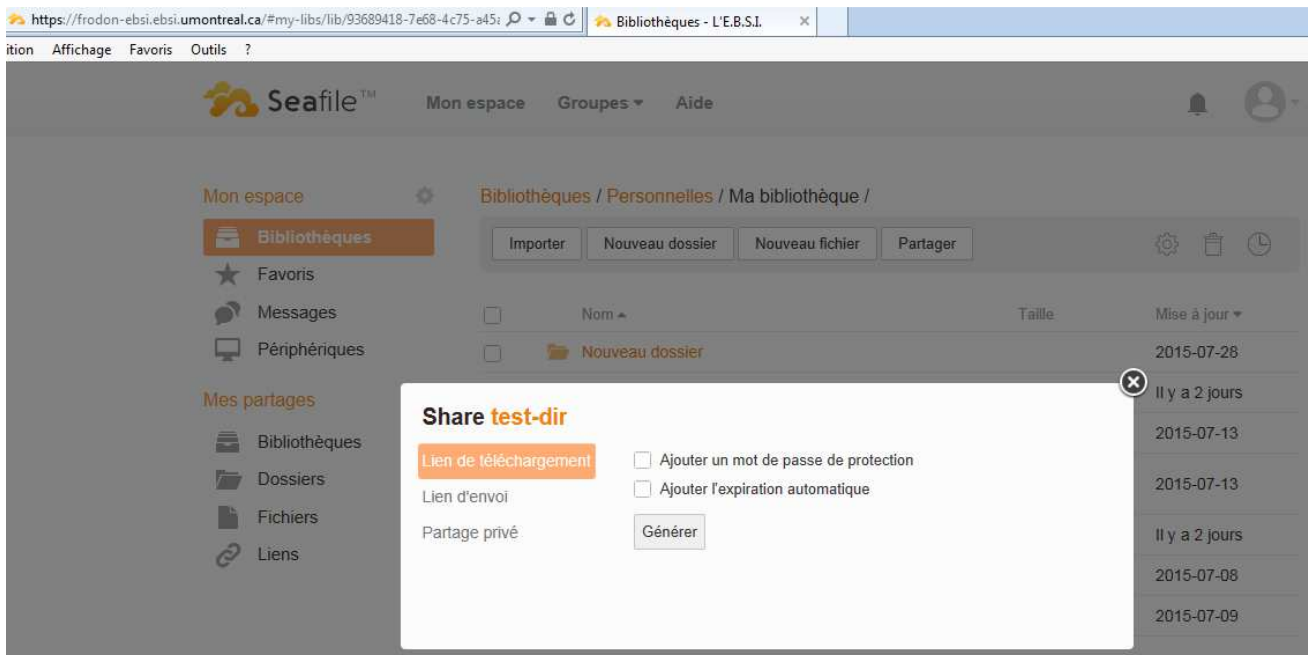 https://frodon-ebsi.ebsi.umontreal.ca/#my-libs/lib/93689418-7e68-4c75-a45
Bibliothèques - L'E.B.S.I.
ition Affichage Favoris Outils ?
Seafile™ Mon espace Groupes Aide
Mon espace
Bibliothèques / Personnelles / Ma bibliothèque /
Bibliothèques
Importer Nouveau dossier Nouveau fichier Partager
Favoris
Messages
Nom Taille Mise à jour
Périphériques
Nouveau dossier 2015-07-28
Mes partages
Il y a 2 jours
Share test-dir
Bibliothèques
2015-07-13
Lien de téléchargement
Ajouter un mot de passe de protection
Dossiers
2015-07-13
Lien d'envoi
Ajouter l'expiration automatique
Fichiers
Partage privé
Générer
Il y a 2 jours
Liens
2015-07-08
2015-07-09